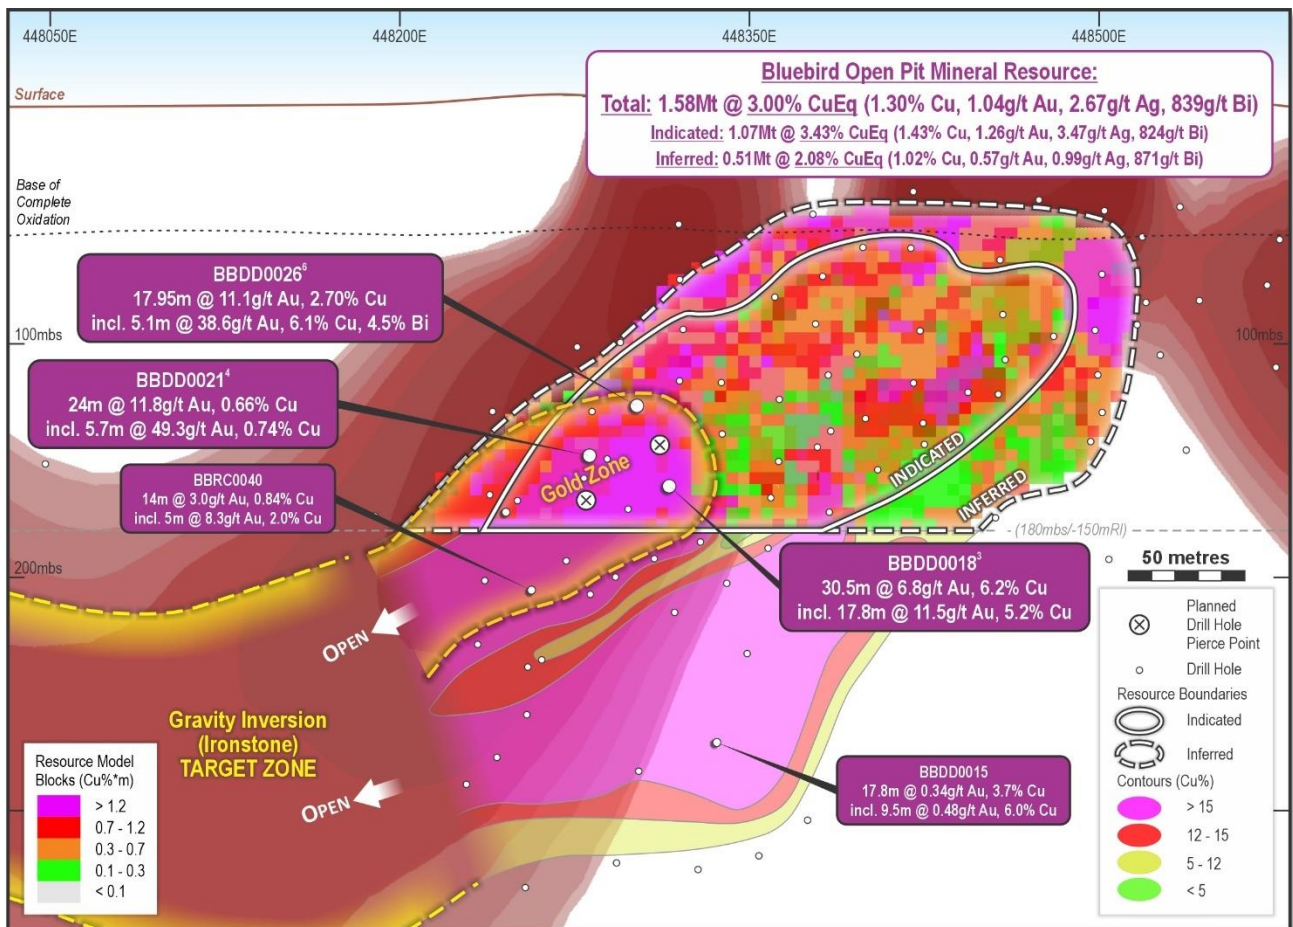 448050E
448200E
448350E
448500E
Surface
Bluebird Open Pit Mineral Resource:
Total: 1.58Mt @ 3.00% CuEq (1.30% Cu, 1.04g/t Au, 2.67g/t Ag, 839g/t Bi)
Indicated: 1.07Mt @ 3.43% CuEq (1.43% Cu, 1.26g/t Au, 3.47g/t Ag, 824g/t Bi)
Inferred: 0.51Mt @ 2.08% CuEq (1.02% Cu, 0.57g/t Au, 0.99g/t Ag, 871g/t Bi)
Base of
Complete
Oxidation
BBDD0026⁶
17.95m @ 11.1g/t Au, 2.70% Cu
incl. 5.1m @ 38.6g/t Au, 6.1% Cu, 4.5% Bi
100mbs
100mbs
BBDD0021⁴
24m @ 11.8g/t Au, 0.66% Cu
incl. 5.7m @ 49.3g/t Au, 0.74% Cu
BBRC0040
14m @ 3.0g/t Au, 0.84% Cu
incl. 5m @ 8.3g/t Au, 2.0% Cu
Gold Zone
INDICATED
INFERRED
(180mbs/-150mRl)
200mbs
BBDD0018³
30.5m @ 6.8g/t Au, 6.2% Cu
incl. 17.8m @ 11.5g/t Au, 5.2% Cu
50 metres
Planned
Drill Hole
Pierce Point
Drill Hole
Resource Boundaries
Indicated
Inferred
Contours (Cu%)
> 15
12 - 15
5 - 12
< 5
OPEN
Gravity Inversion
(Ironstone)
TARGET ZONE
OPEN
BBDD0015
17.8m @ 0.34g/t Au, 3.7% Cu
incl. 9.5m @ 0.48g/t Au, 6.0% Cu
Resource Model
Blocks (Cu%*m)
> 1.2
0.7 - 1.2
0.3 - 0.7
0.1 - 0.3
< 0.1